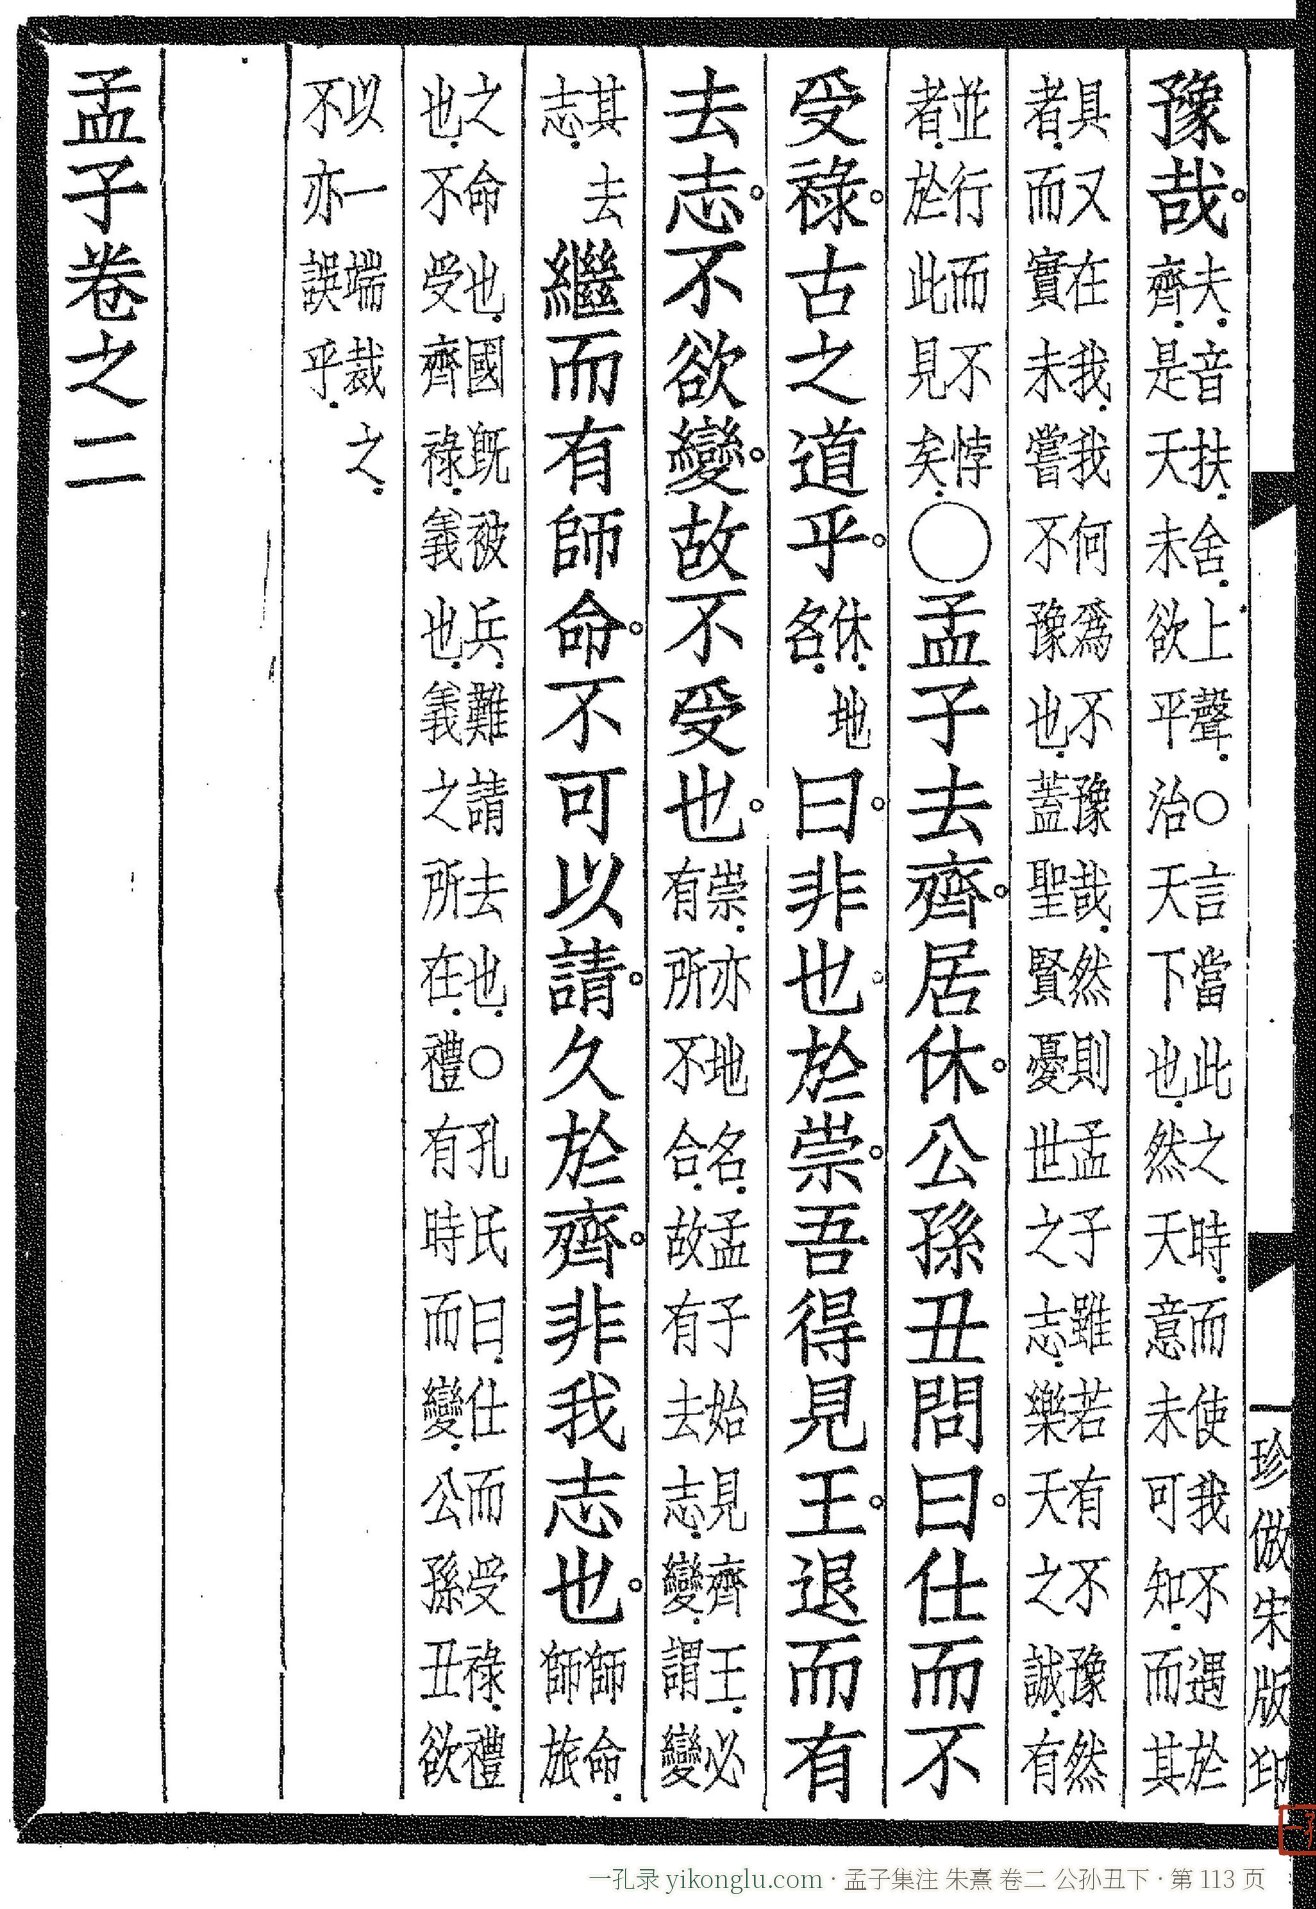 珍倣宋版印
豫哉。夫、音扶、舍、上聲、○言當此之時、而使我不遇於
齊、是天未欲平治天下也、然天意未可知、而其
具又在我、我何爲不豫哉、然則孟子雖若有不豫然
者、而實未嘗不豫也、蓋聖賢憂世之志、樂天之誠、有
並行而不悖
者、於此見矣、○孟子去齊。居休。公孫丑問曰。仕而不
受祿。古之道乎。休、地名、曰。非也。於崇。吾得見王。退而有
去志。不欲變。故不受也。崇、亦地名、孟子始見齊王、必
有所不合、故有去志、變、謂變
其去志、繼而有師命。不可以請。久於齊。非我志也。師命、師旅
之命也、國旣被兵、難請去也、○孔氏曰、仕而受祿、禮
也、不受齊祿、義也、義之所在、禮有時而變、公孫丑欲
以一端裁之、
不亦誤乎、
孟子卷之二
一孔录 yikonglu.com · 孟子集注 朱熹 卷二 公孙丑下 · 第 113 页